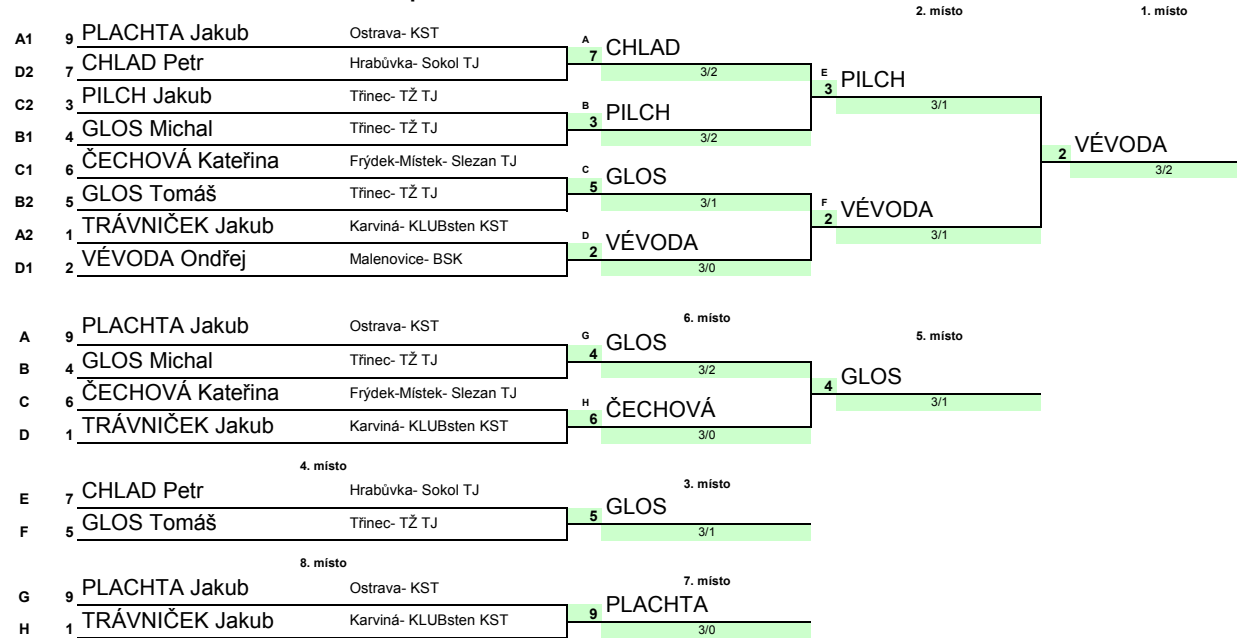 2. místo 1. místo
A1 9 PLACHTA Jakub Ostrava- KST
A 7 CHLAD
D2 7 CHLAD Petr Hrabůvka- Sokol TJ
3/2
E 3 PILCH
C2 3 PILCH Jakub Třinec- TŽ TJ
3/1
B 3 PILCH
B1 4 GLOS Michal Třinec- TŽ TJ
3/2
2 VÉVODA
C1 6 ČECHOVÁ Kateřina Frýdek-Místek- Slezan TJ
3/2
C 5 GLOS
B2 5 GLOS Tomáš Třinec- TŽ TJ
3/1
F 2 VÉVODA
A2 1 TRÁVNIČEK Jakub Karviná- KLUBsten KST
3/1
D 2 VÉVODA
D1 2 VÉVODA Ondřej Malenovice- BSK
3/0
6. místo
A 9 PLACHTA Jakub Ostrava- KST
5. místo
G 4 GLOS
B 4 GLOS Michal Třinec- TŽ TJ
3/2
4 GLOS
C 6 ČECHOVÁ Kateřina Frýdek-Místek- Slezan TJ
3/1
H 6 ČECHOVÁ
D 1 TRÁVNIČEK Jakub Karviná- KLUBsten KST
3/0
4. místo
3. místo
E 7 CHLAD Petr Hrabůvka- Sokol TJ
5 GLOS
F 5 GLOS Tomáš Třinec- TŽ TJ
3/1
8. místo
7. místo
G 9 PLACHTA Jakub Ostrava- KST
9 PLACHTA
H 1 TRÁVNIČEK Jakub Karviná- KLUBsten KST
3/0